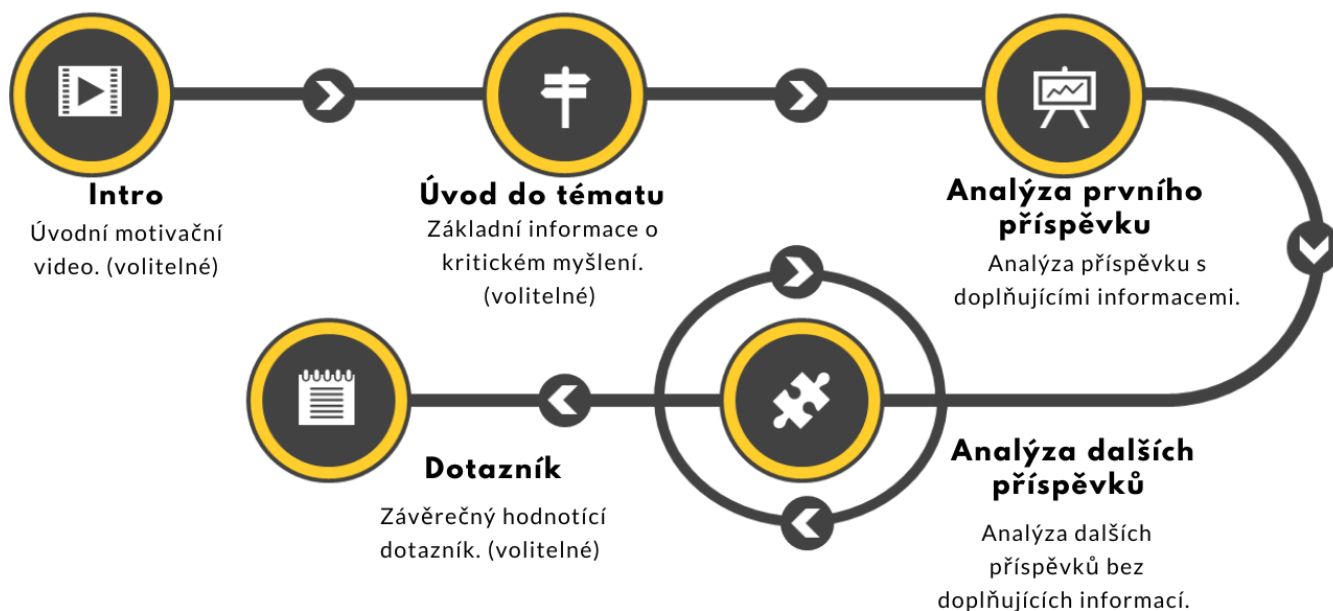 Intro
Úvodní motivační
video. (volitelné)
Úvod do tématu
Základní informace o
kritickém myšlení.
(volitelné)
Analýza prvního
příspěvku
Analýza příspěvku s
doplňujícími informacemi.
Analýza dalších
příspěvků
Analýza dalších
příspěvků bez
doplňujících informací.
Dotazník
Závěrečný hodnotící
dotazník. (volitelné)